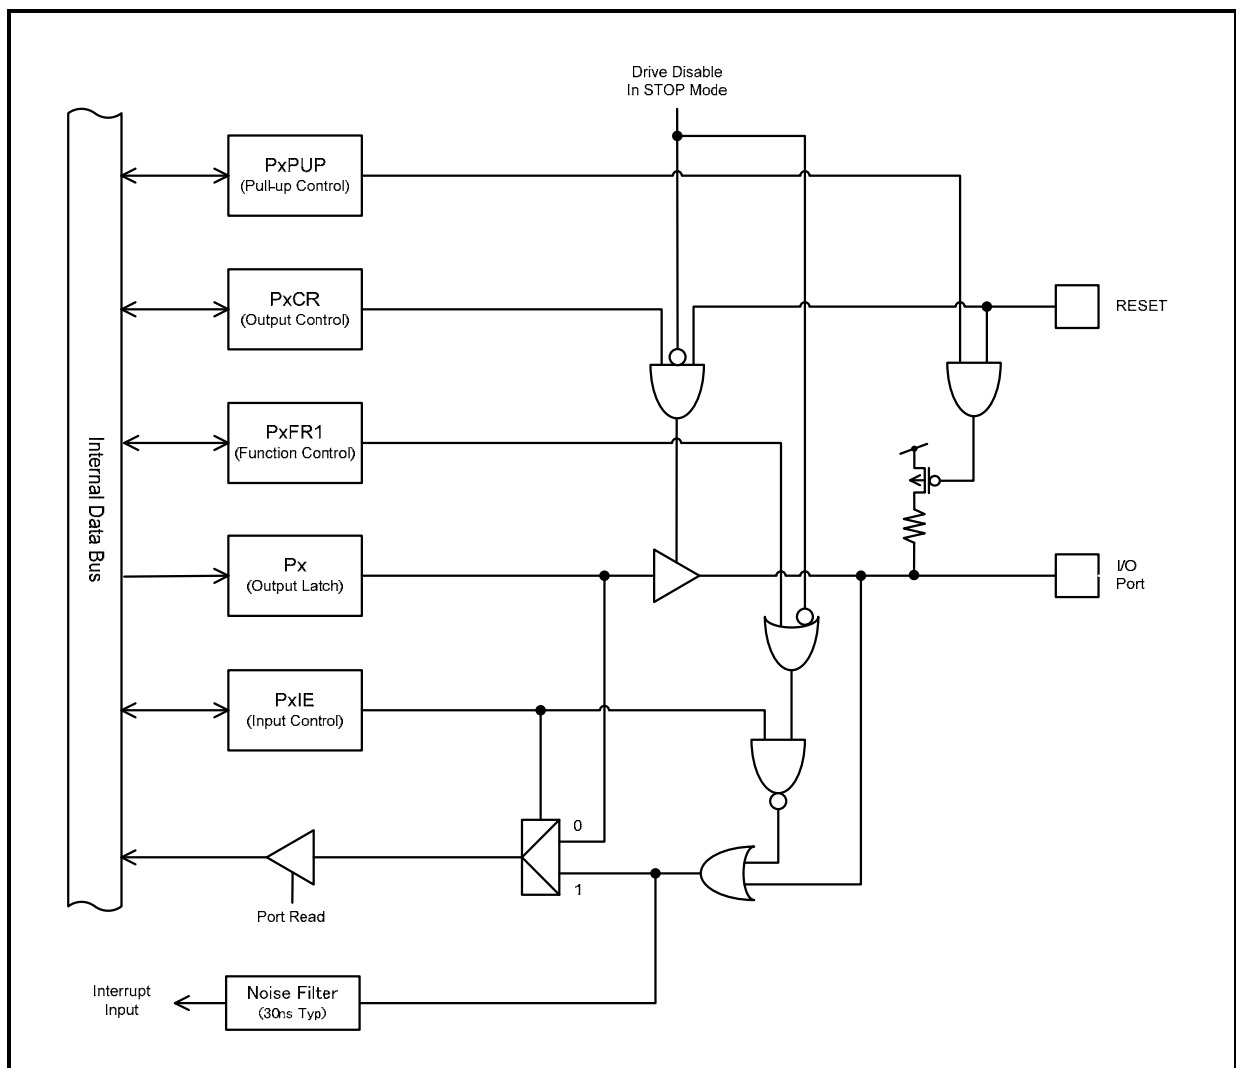 Drive Disable
In STOP Mode
PxPUP
(Pull-up Control)
PxCR
(Output Control)
RESET
PxFR1
(Function Control)
Internal Data Bus
Px
(Output Latch)
I/O
Port
PxIE
(Input Control)
0
1
Port Read
Interrupt
Input
Noise Filter
(30ns Typ)